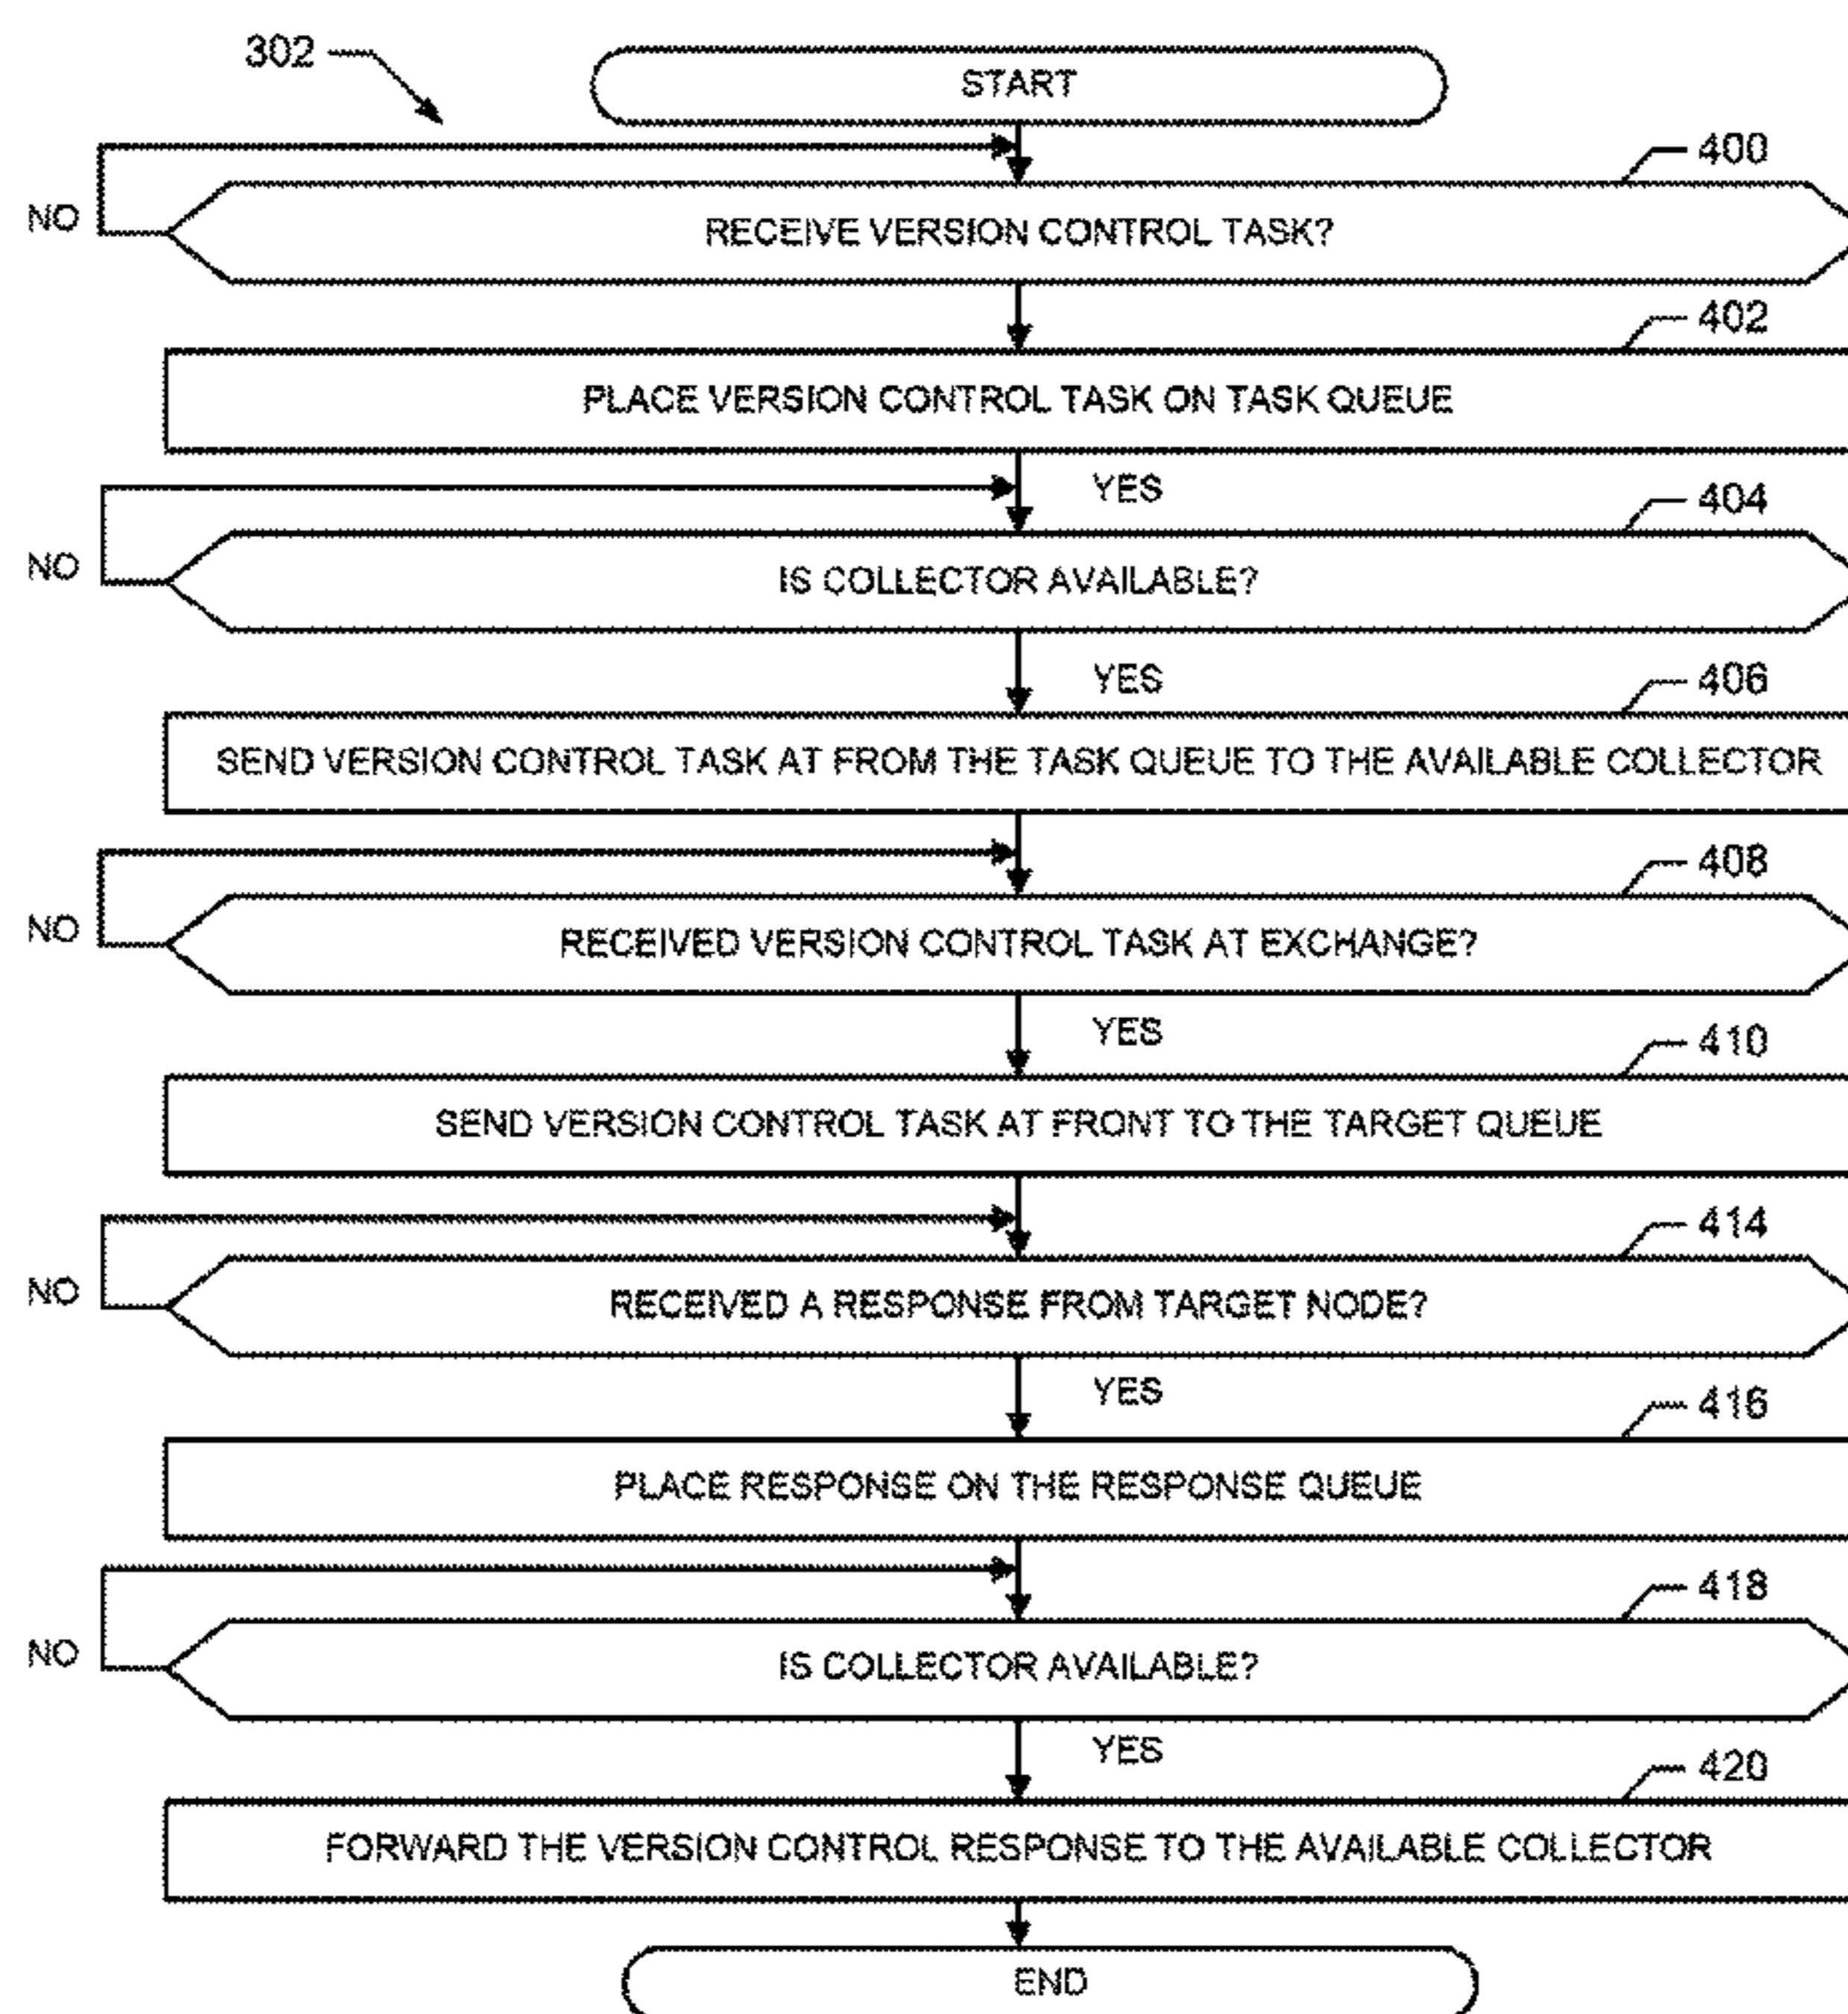 302
START
400
NO
RECEIVE VERSION CONTROL TASK?
402
PLACE VERSION CONTROL TASK ON TASK QUEUE
YES
404
NO
IS COLLECTOR AVAILABLE?
YES
406
SEND VERSION CONTROL TASK AT FROM THE TASK QUEUE TO THE AVAILABLE COLLECTOR
408
NO
RECEIVED VERSION CONTROL TASK AT EXCHANGE?
YES
410
SEND VERSION CONTROL TASK AT FRONT TO THE TARGET QUEUE
414
NO
RECEIVED A RESPONSE FROM TARGET NODE?
YES
416
PLACE RESPONSE ON THE RESPONSE QUEUE
418
NO
IS COLLECTOR AVAILABLE?
YES
420
FORWARD THE VERSION CONTROL RESPONSE TO THE AVAILABLE COLLECTOR
END